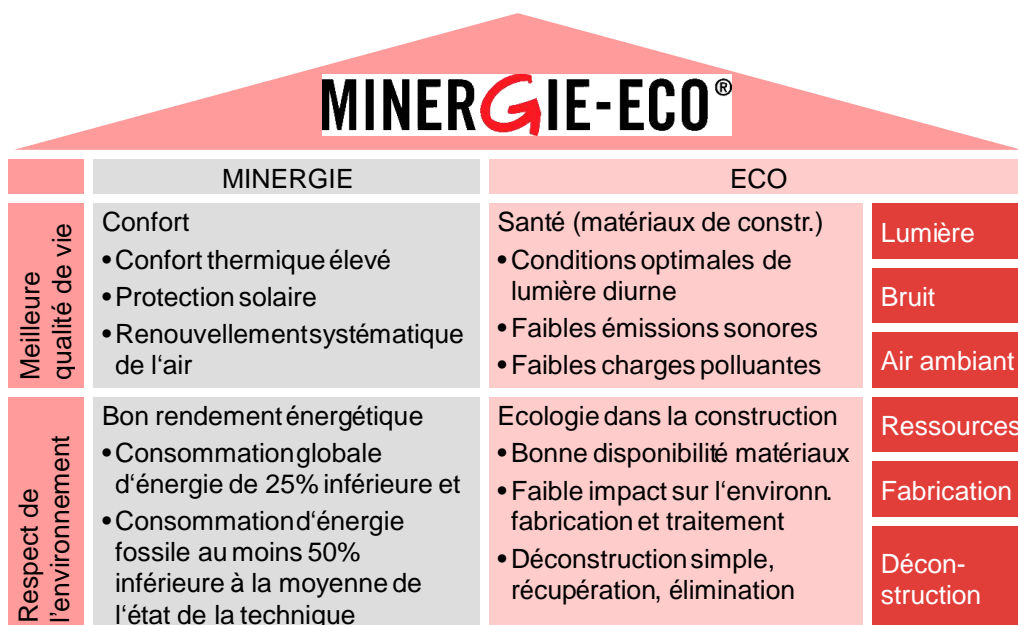 MINERGIE-ECO®
MINERGIE
ECO
Meilleure
qualité de vie
Confort
• Confort thermique élevé
• Protection solaire
• Renouvellement systématique
de l‘air
Santé (matériaux de constr.)
• Conditions optimales de
lumière diurne
• Faibles émissions sonores
• Faibles charges polluantes
Lumière
Bruit
Air ambiant
Respect de
l’environnement
Bon rendement énergétique
• Consommation globale
d‘énergie de 25% inférieure et
• Consommation d‘énergie
fossile au moins 50%
inférieure à la moyenne de
l‘état de la technique
Ecologie dans la construction
• Bonne disponibilité matériaux
• Faible impact sur l‘environn.
fabrication et traitement
• Déconstruction simple,
récupération, élimination
Ressources
Fabrication
Décon-
struction